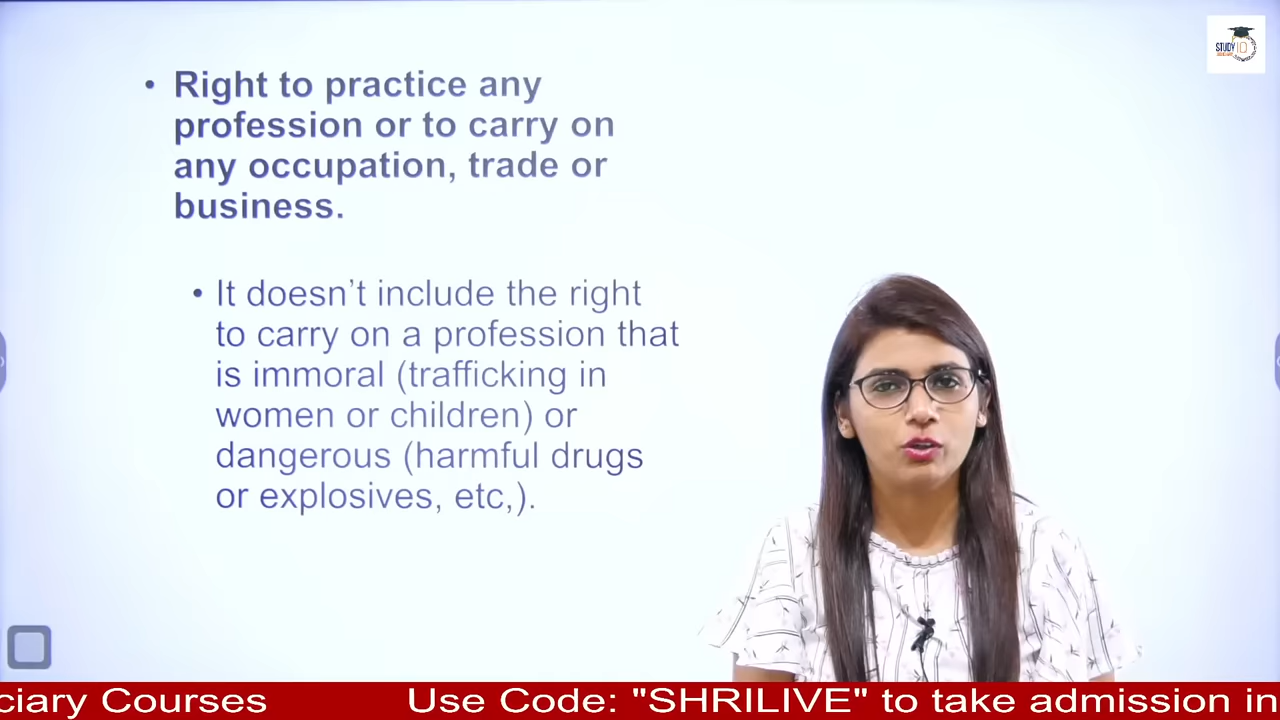 • Right to practice any
profession or to carry on
any occupation, trade or
business.
• It doesn’t include the right
to carry on a profession that
is immoral (trafficking in
women or children) or
dangerous (harmful drugs
or explosives, etc,).
STUDY IQ
ciary Courses Use Code: "SHRILIVE" to take admission in